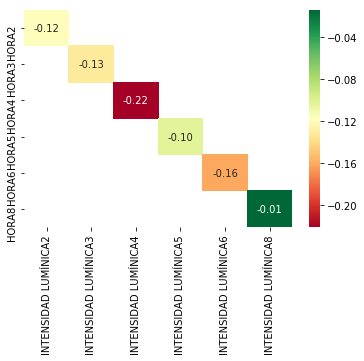 -0.12
-0.13
-0.22
-0.10
-0.16
-0.01
HORA2
HORA3
HORA4
HORA5
HORA6
HORA8
INTENSIDAD LUMÍNICA2
INTENSIDAD LUMÍNICA3
INTENSIDAD LUMÍNICA4
INTENSIDAD LUMÍNICA5
INTENSIDAD LUMÍNICA6
INTENSIDAD LUMÍNICA8
−0.04
−0.08
−0.12
−0.16
−0.20